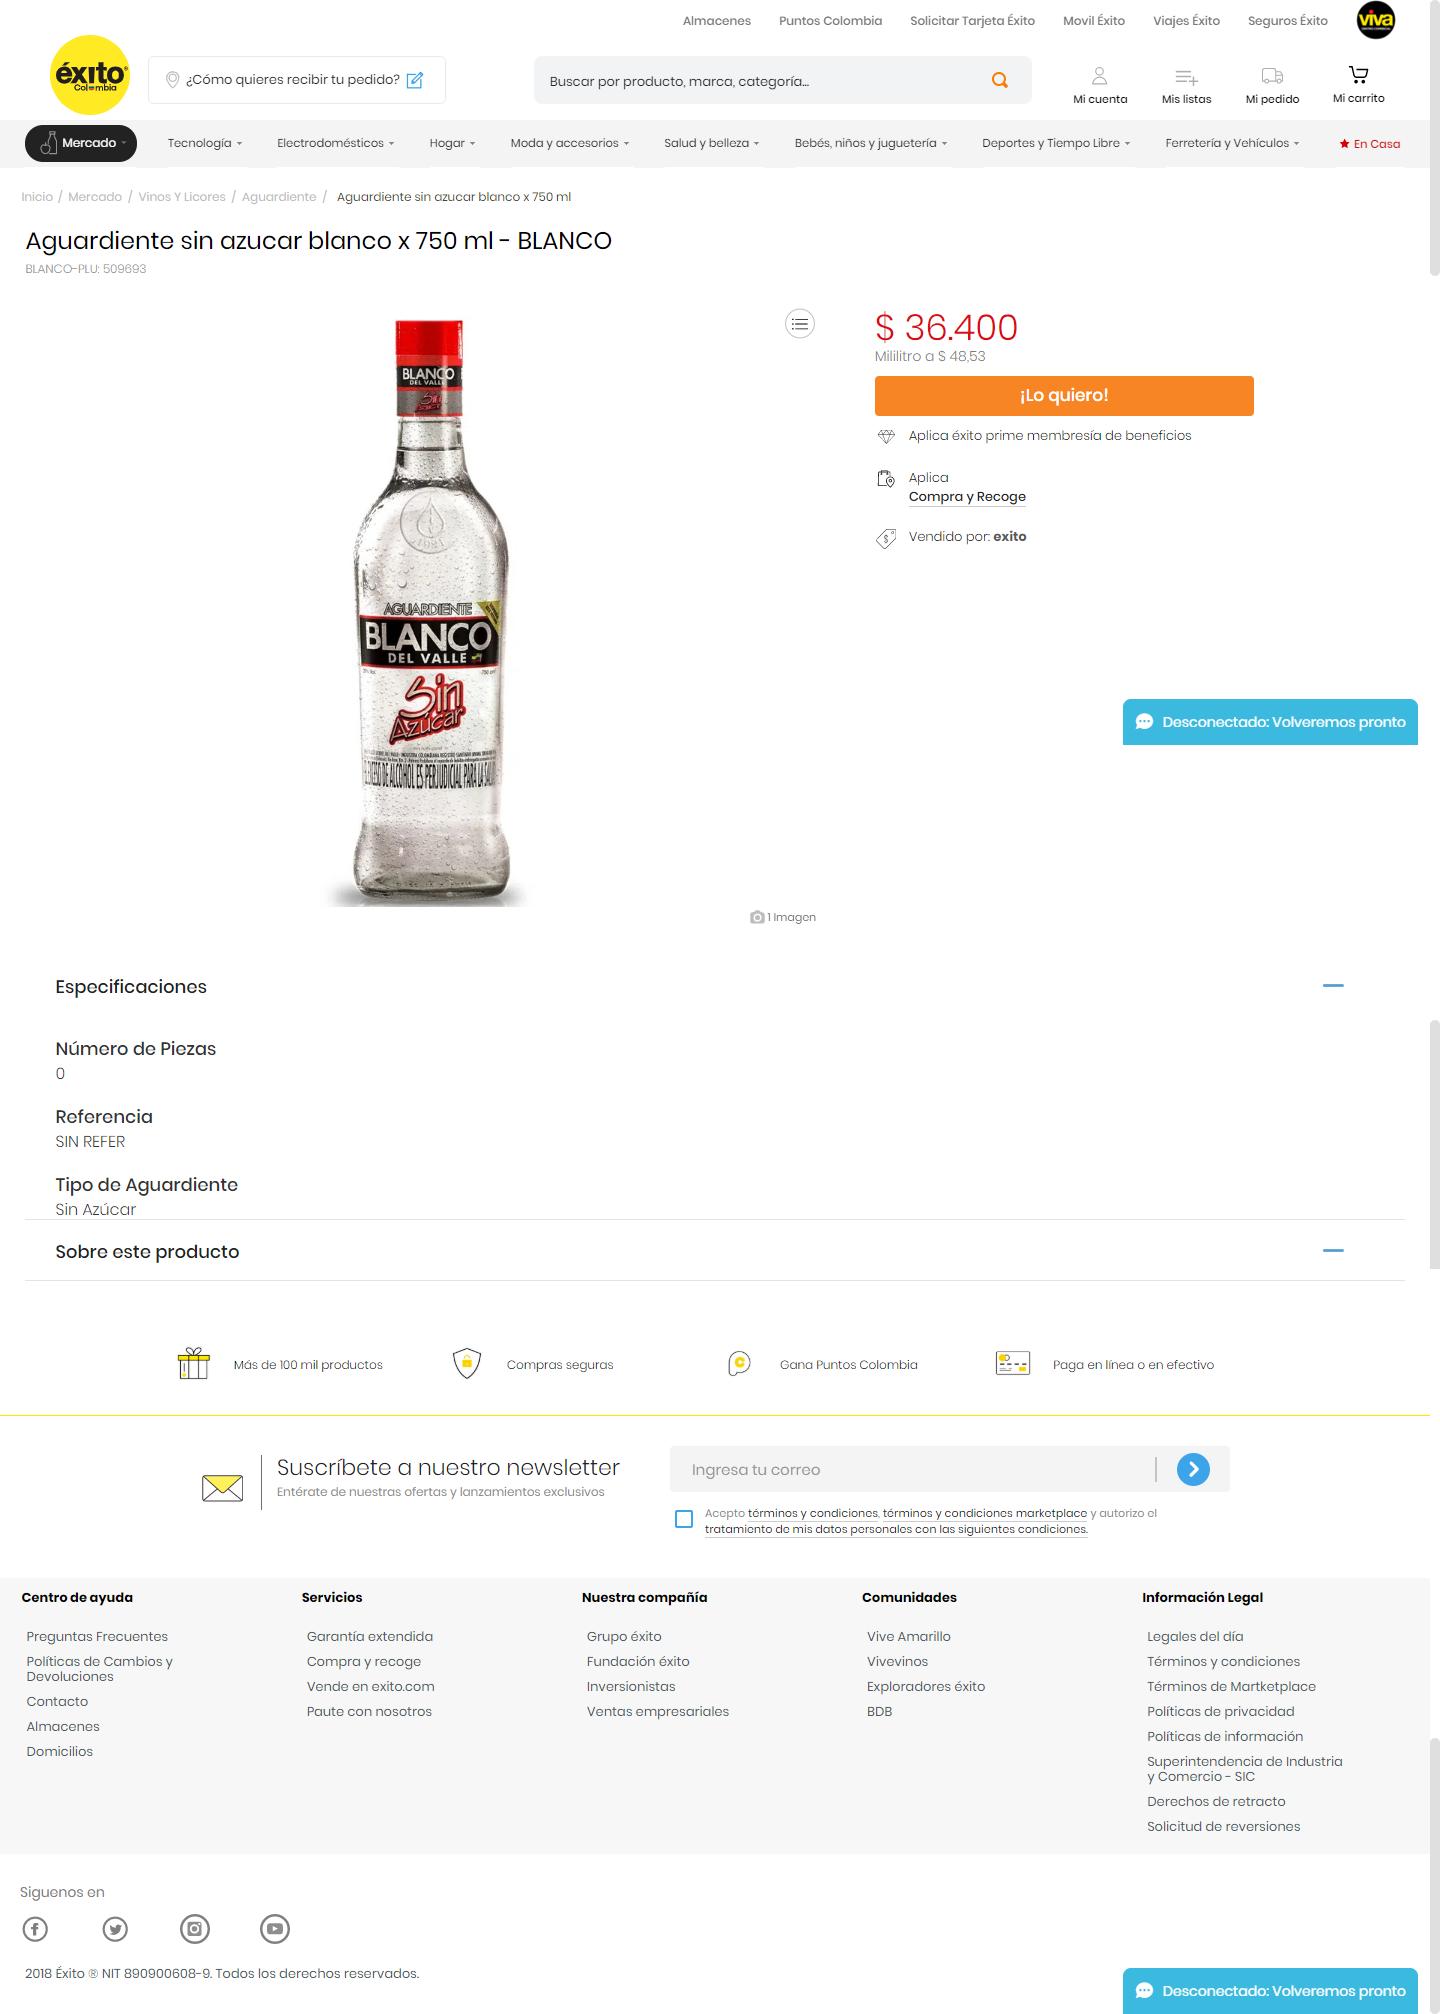 Almacenes Puntos Colombia Solicitar Tarjeta Éxito Movil Éxito Viajes Éxito Seguros Éxito viva
éxito
Colombia
¿Cómo quieres recibir tu pedido?
Buscar por producto, marca, categoría...
Mi cuenta Mis listas Mi pedido Mi carrito
Mercado Tecnología Electrodomésticos Hogar Moda y accesorios Salud y belleza Bebés, niños y juguetería Deportes y Tiempo Libre Ferretería y Vehículos En Casa
Inicio / Mercado / Vinos Y Licores / Aguardiente / Aguardiente sin azucar blanco x 750 ml
Aguardiente sin azucar blanco x 750 ml - BLANCO
BLANCO-PLU: 509693
BLANCO
DEL VALLE
Sin
AGUARDIENTE
BLANCO
DEL VALLE
Sin
Azúcar
EL EXCESO DE ALCOHOL ES PERJUDICIAL PARA LA SALUD
1 Imagen
$ 36.400
Mililitro a $ 48,53
¡Lo quiero!
Aplica éxito prime membresía de beneficios
Aplica
Compra y Recoge
Vendido por: exito
Desconectado: Volveremos pronto
Especificaciones
Número de Piezas
0
Referencia
SIN REFER
Tipo de Aguardiente
Sin Azúcar
Sobre este producto
Más de 100 mil productos
Compras seguras
Gana Puntos Colombia
Paga en línea o en efectivo
Suscríbete a nuestro newsletter
Entérate de nuestras ofertas y lanzamientos exclusivos
Ingresa tu correo
Acepto términos y condiciones, términos y condiciones marketplace y autorizo el
tratamiento de mis datos personales con las siguientes condiciones.
Centro de ayuda
Preguntas Frecuentes
Políticas de Cambios y
Devoluciones
Contacto
Almacenes
Domicilios
Servicios
Garantía extendida
Compra y recoge
Vende en exito.com
Paute con nosotros
Nuestra compañía
Grupo éxito
Fundación éxito
Inversionistas
Ventas empresariales
Comunidades
Vive Amarillo
Vivevinos
Exploradores éxito
BDB
Información Legal
Legales del día
Términos y condiciones
Términos de Martketplace
Políticas de privacidad
Políticas de información
Superintendencia de Industria
y Comercio - SIC
Derechos de retracto
Solicitud de reversiones
Siguenos en
2018 Éxito ® NIT 890900608-9. Todos los derechos reservados.
Desconectado: Volveremos pronto